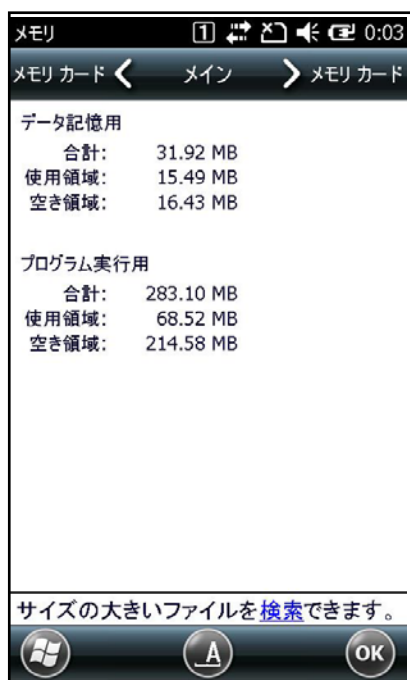 メモリ 1 0:03
メモリ カード メイン メモリ カード
データ記憶用
合計: 31.92 MB
使用領域: 15.49 MB
空き領域: 16.43 MB
プログラム実行用
合計: 283.10 MB
使用領域: 68.52 MB
空き領域: 214.58 MB
サイズの大きいファイルを検索できます。
A OK